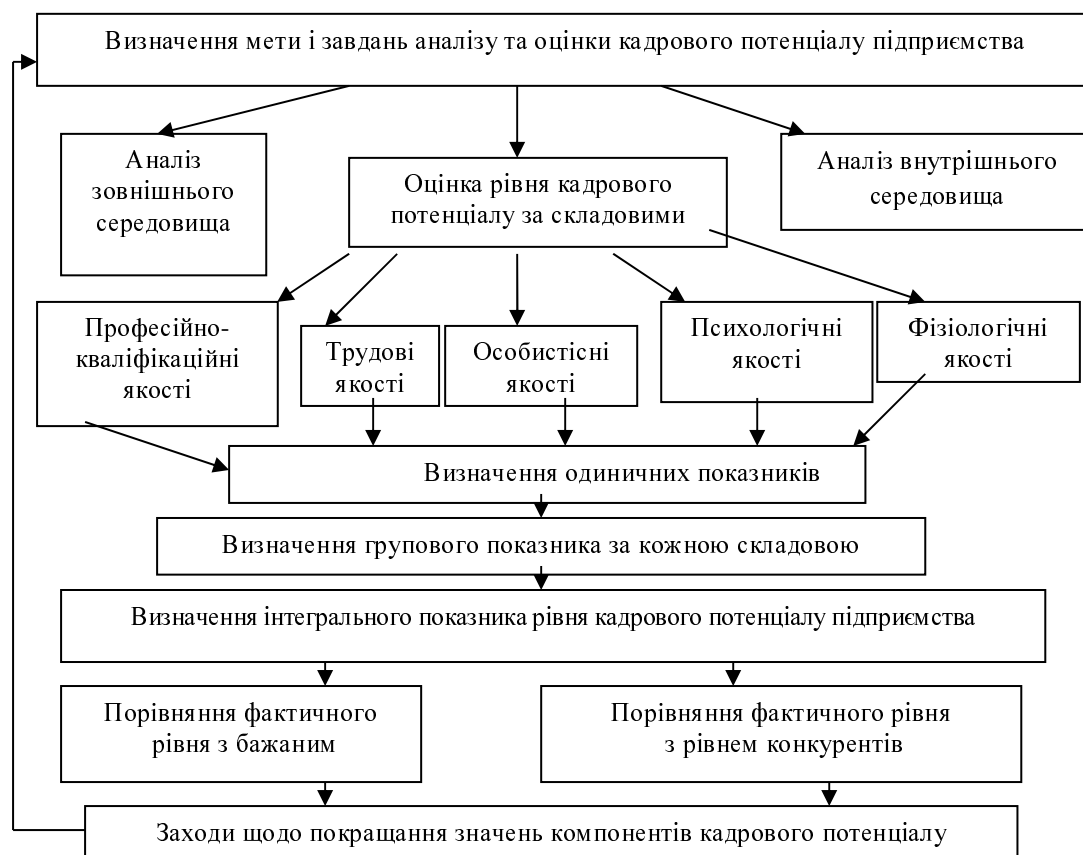 Визначення мети і завдань аналізу та оцінки кадрового потенціалу підприємства
Аналіз
зовнішнього
середовища
Оцінка рівня кадрового
потенціалу за складовими
Аналіз внутрішнього
середовища
Професійно-
кваліфікаційні
якості
Трудові
якості
Особистісні
якості
Психологічні
якості
Фізіологічні
якості
Визначення одиничних показників
Визначення групового показника за кожною складовою
Визначення інтегрального показника рівня кадрового потенціалу підприємства
Порівняння фактичного
рівня з бажаним
Порівняння фактичного рівня
з рівнем конкурентів
Заходи щодо покращання значень компонентів кадрового потенціалу